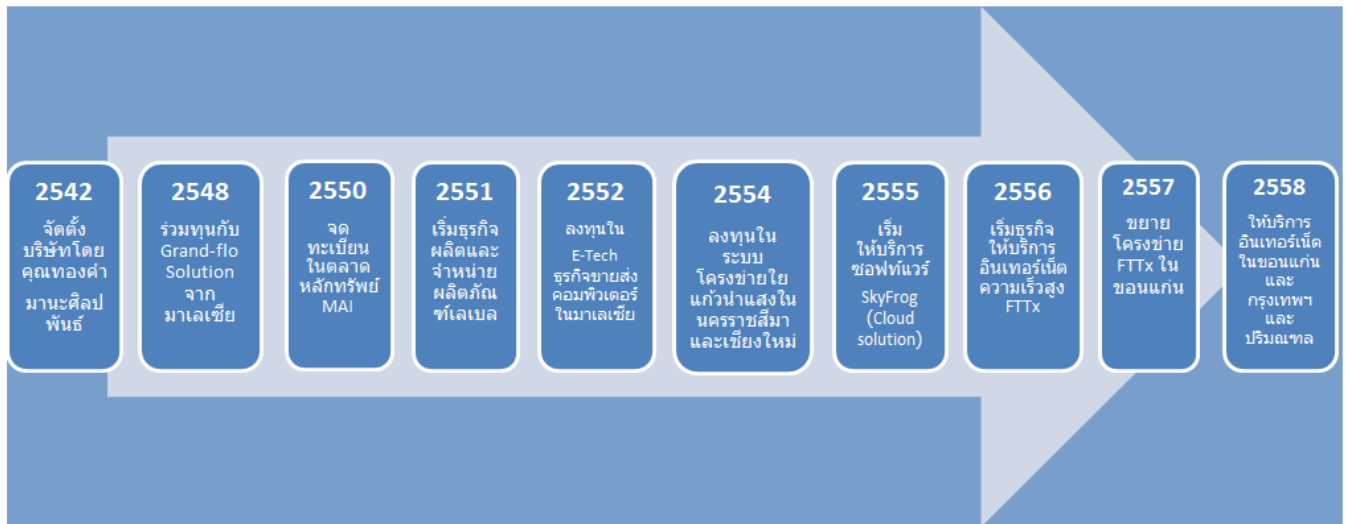 2542
จัดตั้ง
บริษัทโดย
คุณทองคำ
มานะศิลป
พันธ์
2548
ร่วมทุนกับ
Grand-flo
Solution
จาก
มาเลเซีย
2550
จด
ทะเบียน
ในตลาด
หลักทรัพย์
MAI
2551
เริ่มธุรกิจ
ผลิตและ
จำหน่าย
ผลิตภัณ
ฑ์เลเบล
2552
ลงทุนใน
E-Tech
ธุรกิจขายส่ง
คอมพิวเตอร์
ในมาเลเซีย
2554
ลงทุนใน
ระบบ
โครงข่ายใย
แก้วนำแสงใน
นครราชสีมา
และเชียงใหม่
2555
เริ่ม
ให้บริการ
ซอฟท์แวร์
SkyFrog
(Cloud
solution)
2556
เริ่มธุรกิจ
ให้บริการ
อินเทอร์เน็ต
ความเร็วสูง
FTTx
2557
ขยาย
โครงข่าย
FTTx ใน
ขอนแก่น
2558
ให้บริการ
อินเทอร์เน็ต
ในขอนแก่น
และ
กรุงเทพฯ
และ
ปริมณฑล